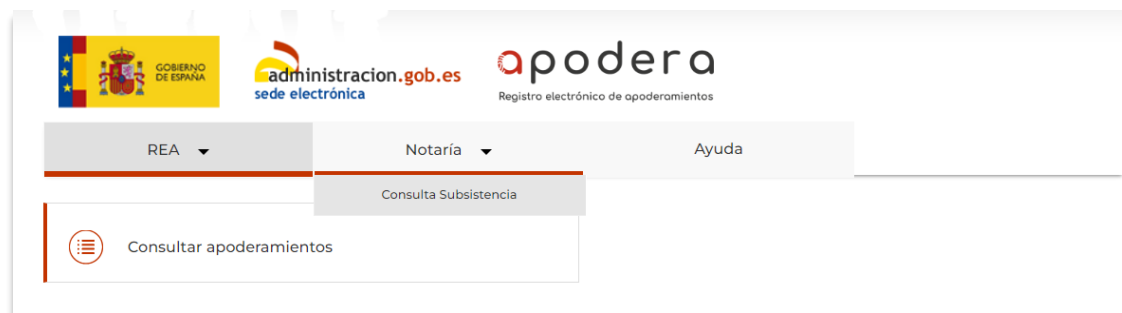 GOBIERNO
DE ESPAÑA
administracion.gob.es
sede electrónica
apodera
Registro electrónico de apoderamientos
REA
Notaría
Ayuda
Consulta Subsistencia
Consultar apoderamientos